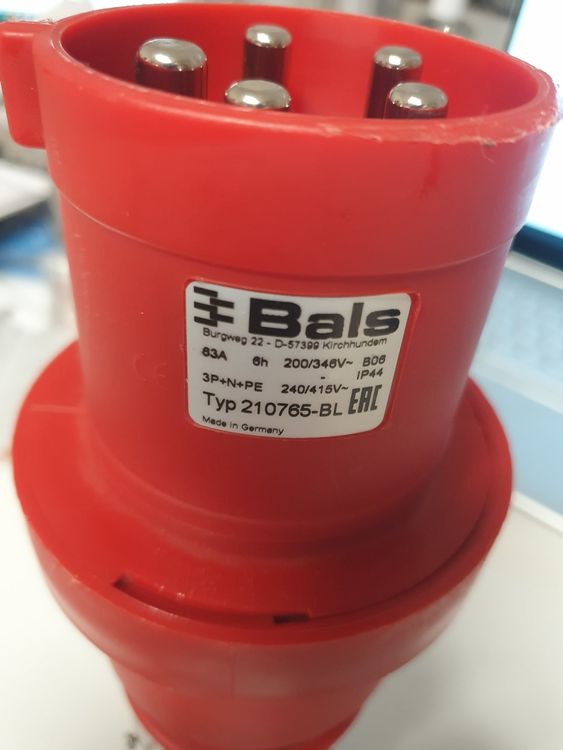 Bals
Burgweg 22 - D-57399 Kirchhundem
63A 6h 200/346V~ B06
- IP44
3P+N+PE 240/415V~
Typ 210765-BL EAC
Made in Germany
CE